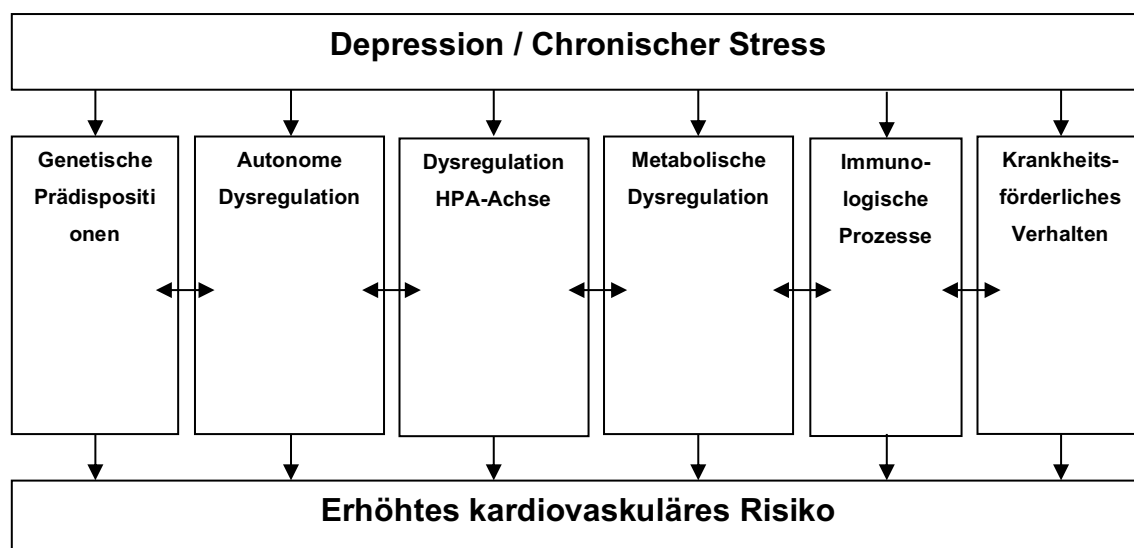 Depression / Chronischer Stress
Genetische
Prädispositi
onen
Autonome
Dysregulation
Dysregulation
HPA-Achse
Metabolische
Dysregulation
Immuno-
logische
Prozesse
Krankheits-
förderliches
Verhalten
Erhöhtes kardiovaskuläres Risiko